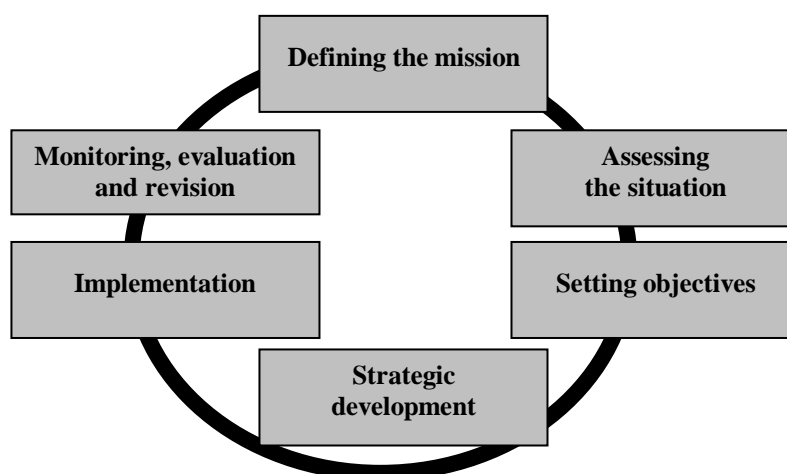 Defining the mission
Assessing
the situation
Setting objectives
Strategic
development
Implementation
Monitoring, evaluation
and revision